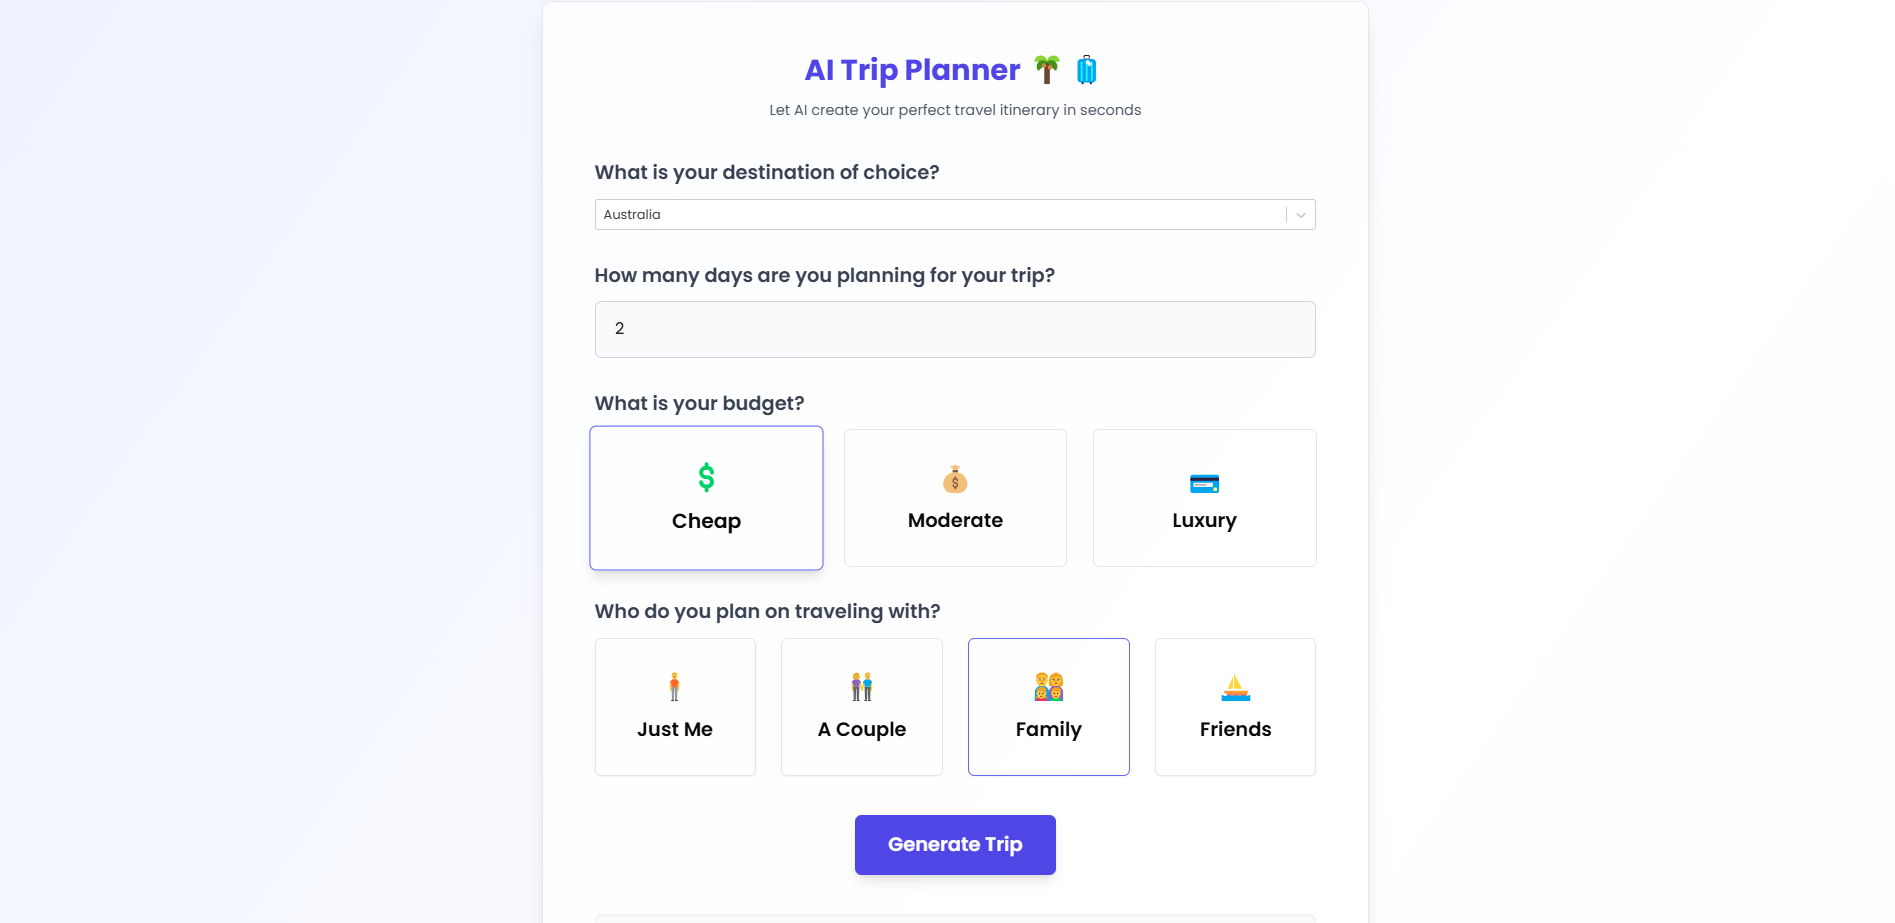 AI Trip Planner
Let AI create your perfect travel itinerary in seconds
What is your destination of choice?
Australia
How many days are you planning for your trip?
2
What is your budget?
Cheap
Moderate
Luxury
Who do you plan on traveling with?
Just Me
A Couple
Family
Friends
Generate Trip